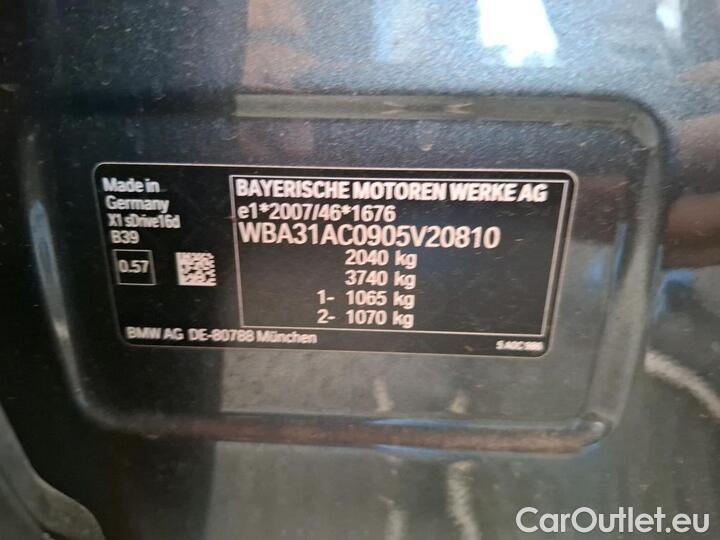 Made in
Germany
X1 sDrive16d
B39
0.57
BAYERISCHE MOTOREN WERKE AG
e1*2007/46*1676
WBA31AC0905V20810
2040 kg
3740 kg
1- 1065 kg
2- 1070 kg
BMW AG DE-80788 München
CarOutlet.eu